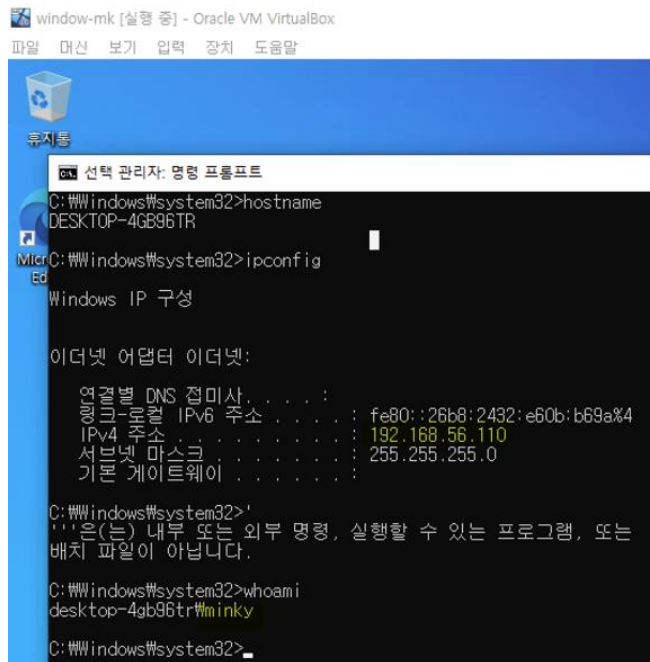 window-mk [실행 중] - Oracle VM VirtualBox
파일 머신 보기 입력 장치 도움말
휴지통
선택 관리자: 명령 프롬프트
C:₩Windows₩system32>hostname
DESKTOP-4GB96TR
Micr
Ed
C:₩Windows₩system32>ipconfig
Windows IP 구성
이더넷 어댑터 이더넷:
연결별 DNS 접미사. . . . :
링크-로컬 IPv6 주소 . . . . : fe80::26b8:2432:e60b:b69a%4
IPv4 주소 . . . . . . . . . : 192.168.56.110
서브넷 마스크 . . . . . . . : 255.255.255.0
기본 게이트웨이 . . . . . . :
C:₩Windows₩system32>'
'''은(는) 내부 또는 외부 명령, 실행할 수 있는 프로그램, 또는
배치 파일이 아닙니다.
C:₩Windows₩system32>whoami
desktop-4gb96tr₩minky
C:₩Windows₩system32>